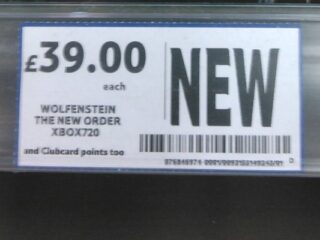 £39.00
each
NEW
WOLFENSTEIN
THE NEW ORDER
XBOX720
and Clubcard points too